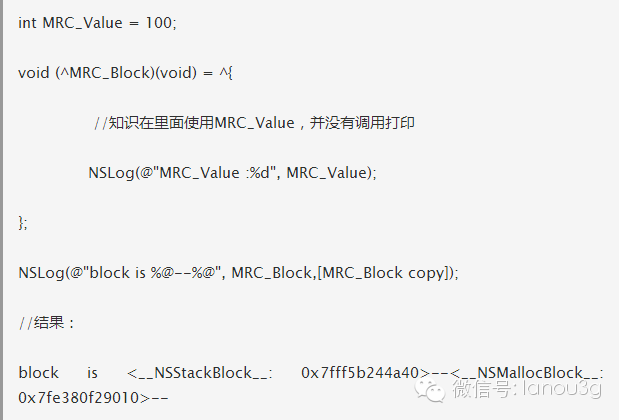 int MRC_Value = 100;
void (^MRC_Block)(void) = ^{
//知识在里面使用MRC_Value，并没有调用打印
NSLog(@"MRC_Value :%d", MRC_Value);
};
NSLog(@"block is %@--%@", MRC_Block,[MRC_Block copy]);
//结果：
block is <__NSStackBlock__: 0x7fff5b244a40>--<__NSMallocBlock__:
0x7fe380f29010>--
微信号: lanou3g